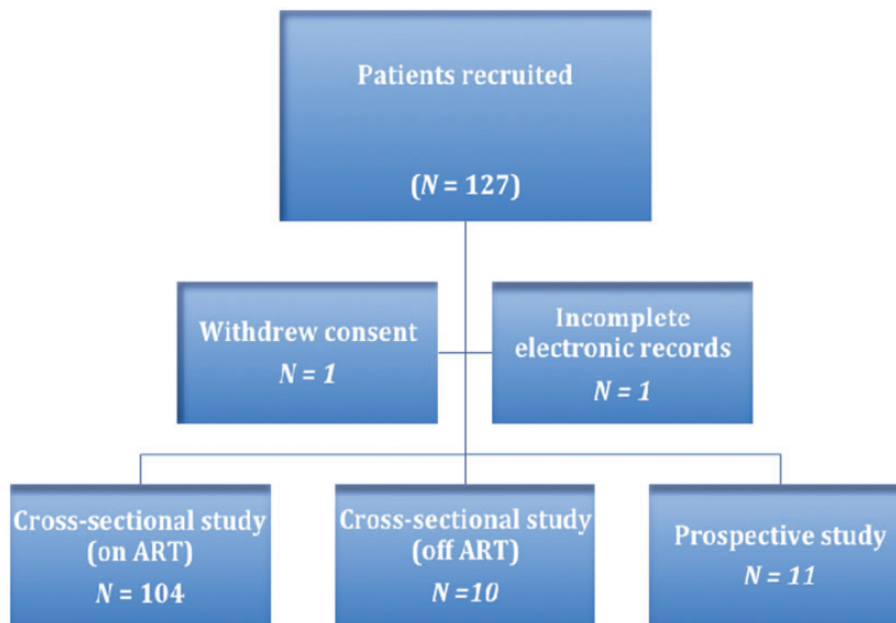 Patients recruited
(N = 127)
Withdrew consent
N = 1
Incomplete
electronic records
N = 1
Cross-sectional study
(on ART)
N = 104
Cross-sectional study
(off ART)
N =10
Prospective study
N = 11